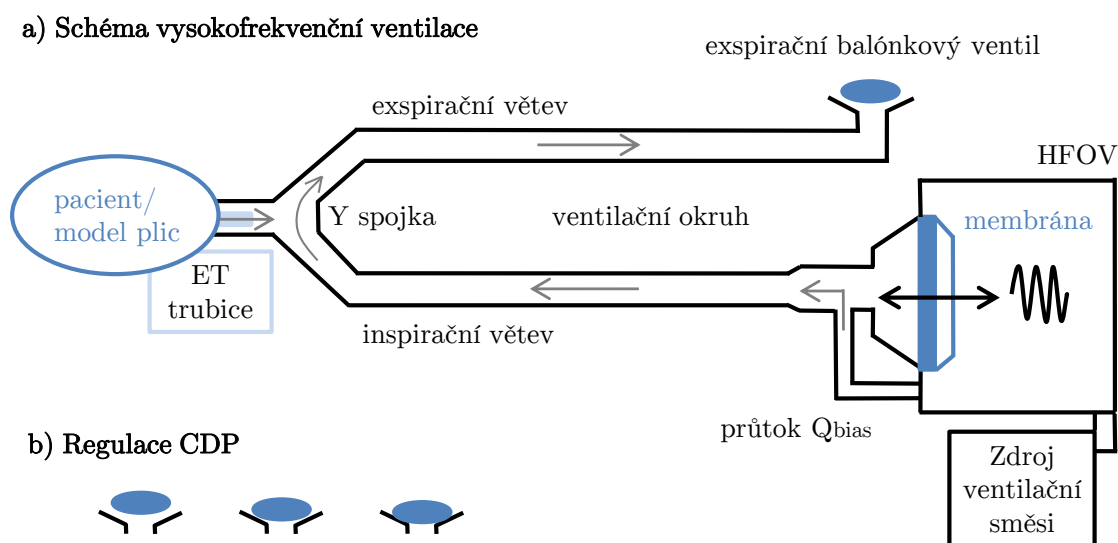 a) Schéma vysokofrekvenční ventilace
exspirační balónkový ventil
exspirační větev
HFOV
pacient/
model plic
Y spojka
ventilační okruh
membrána
ET
trubice
inspirační větev
průtok Qbias
b) Regulace CDP
Zdroj
ventilační
směsi